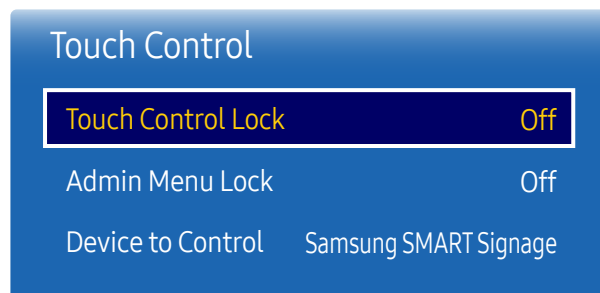 Touch Control
Touch Control Lock Off
Admin Menu Lock Off
Device to Control Samsung SMART Signage